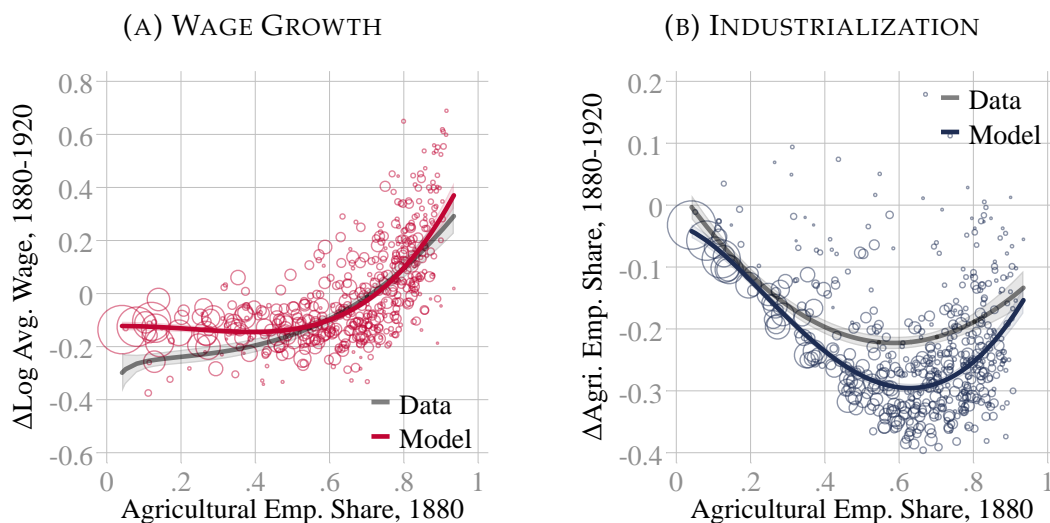 (A) WAGE GROWTH
ΔLog Avg. Wage, 1880-1920
0.8
0.6
0.4
0.2
0
-0.2
-0.4
-0.6
Data
Model
0 .2 .4 .6 .8 1
Agricultural Emp. Share, 1880
(B) INDUSTRIALIZATION
ΔAgri. Emp. Share, 1880-1920
0.2
0.1
0
-0.1
-0.2
-0.3
-0.4
Data
Model
0 .2 .4 .6 .8 1
Agricultural Emp. Share, 1880